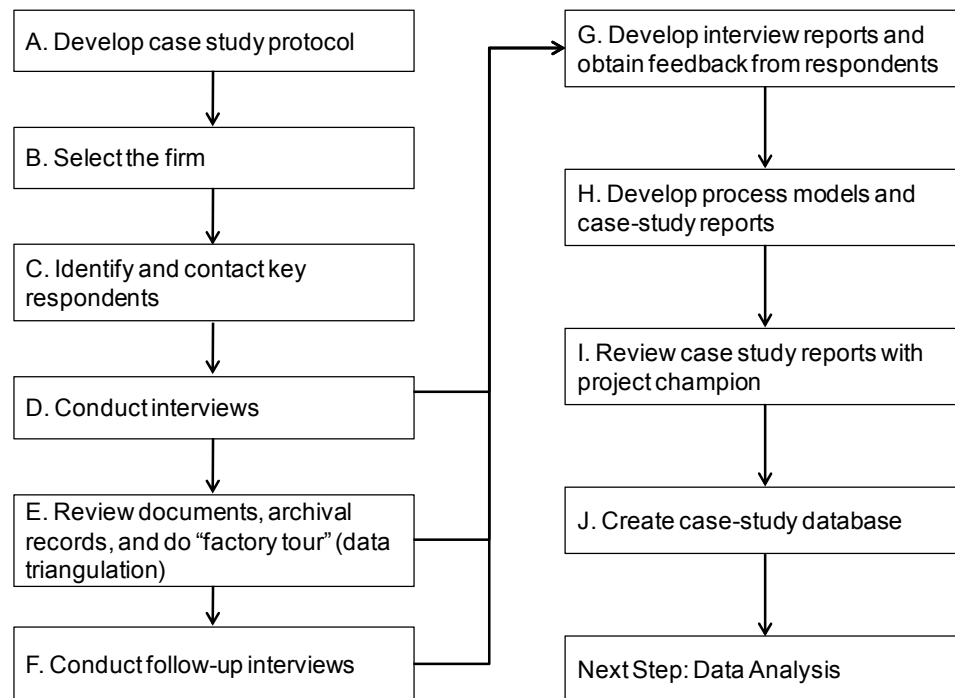 A. Develop case study protocol
B. Select the firm
C. Identify and contact key
respondents
D. Conduct interviews
E. Review documents, archival
records, and do “factory tour” (data
triangulation)
F. Conduct follow-up interviews
G. Develop interview reports and
obtain feedback from respondents
H. Develop process models and
case-study reports
I. Review case study reports with
project champion
J. Create case-study database
Next Step: Data Analysis